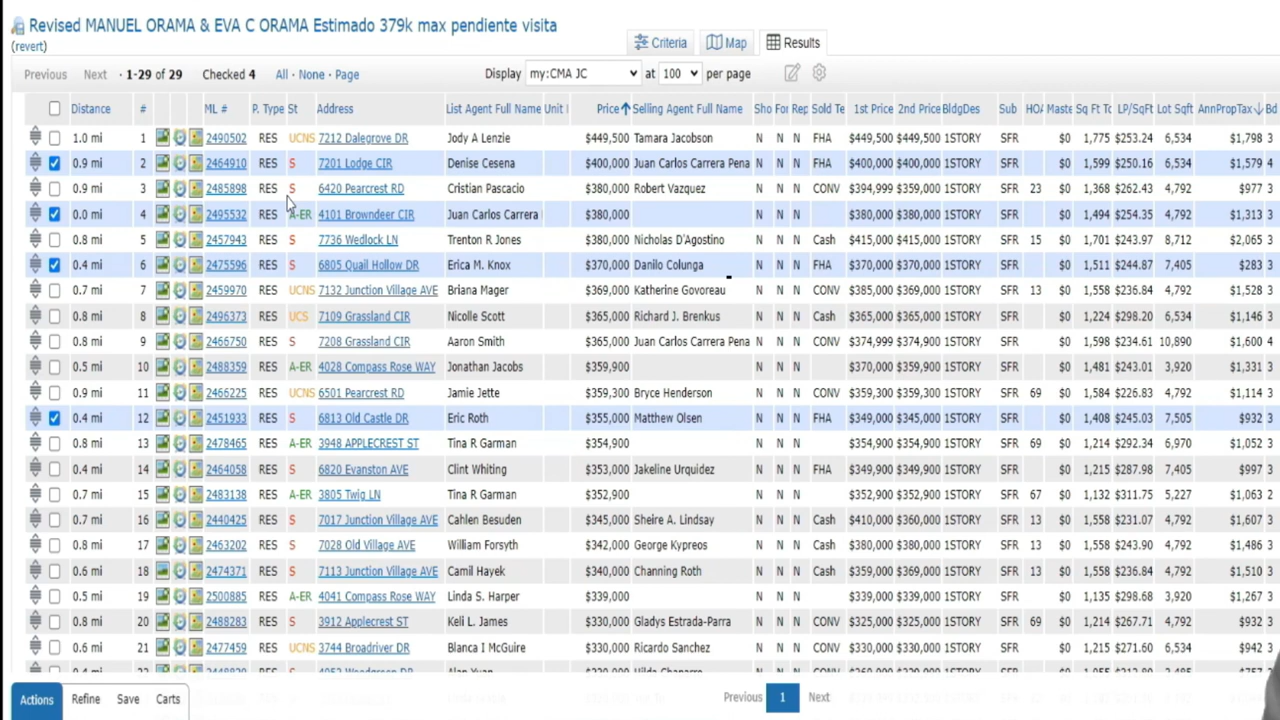 Revised MANUEL ORAMA & EVA C ORAMA Estimado 379k max pendiente visita
(revert)
Criteria Map Results
Previous Next · 1-29 of 29 Checked 4 All · None · Page Display my:CMA JC at 100 per page
Distance # ML # P. Type St Address List Agent Full Name Unit Price Selling Agent Full Name Sho For Rep Sold Te 1st Price 2nd Price BldgDes Sub HOA Maste Sq Ft To LP/SqFt Lot Sqft AnnPropTax Bd
1.0 mi 1 2490502 RES UCNS 7212 Dalegrove DR Jody A Lenzie $449,500 Tamara Jacobson N N N FHA $449,500 $449,500 1STORY SFR $0 1,775 $253.24 6,534 $1,798 3
0.9 mi 2 2464910 RES S 7201 Lodge CIR Denise Cesena $400,000 Juan Carlos Carrera Pena N N N FHA $400,000 $400,000 1STORY SFR $0 1,599 $250.16 6,534 $1,579 4
0.9 mi 3 2485898 RES S 6420 Pearcrest RD Cristian Pascacio $380,000 Robert Vazquez N N N CONV $394,999 $359,000 1STORY SFR 23 $0 1,368 $262.43 4,792 $977 3
0.0 mi 4 2495532 RES A-ER 4101 Browndeer CIR Juan Carlos Carrera $380,000 N N N $380,000 $380,000 1STORY SFR $0 1,494 $254.35 4,792 $1,313 3
0.8 mi 5 2457943 RES S 7736 Wedlock LN Trenton R Jones $380,000 Nicholas D'Agostino N N N Cash $415,000 $415,000 1STORY SFR 15 $0 1,701 $243.97 8,712 $2,065 3
0.4 mi 6 2475596 RES S 6805 Quail Hollow DR Erica M. Knox $370,000 Danilo Colunga N N N FHA $370,000 $370,000 1STORY SFR $0 1,511 $244.87 7,405 $283 3
0.7 mi 7 2459970 RES UCNS 7132 Junction Village AVE Briana Mager $369,000 Katherine Govoreau N N N CONV $369,000 $369,000 1STORY SFR 13 $0 1,558 $236.84 4,792 $1,528 3
0.8 mi 8 2496373 RES UCS 7109 Grassland CIR Nicolle Scott $365,000 Richard J. Brenkus N N N Cash $365,000 $365,000 1STORY SFR $0 1,224 $298.20 6,534 $1,146 3
0.8 mi 9 2466750 RES S 7208 Grassland CIR Aaron Smith $365,000 Juan Carlos Carrera Pena N N N CONV $374,999 $374,900 1STORY SFR $0 1,598 $234.61 10,890 $1,600 4
0.5 mi 10 2488359 RES A-ER 4028 Compass Rose WAY Jonathan Jacobs $359,900 N N N $370,000 $359,900 1STORY SFR $0 1,481 $243.01 3,920 $1,331 3
0.9 mi 11 2466225 RES UCNS 6501 Pearcrest RD Jamie Jette $359,300 Bryce Henderson N N N CONV $359,300 $359,300 1STORY SFR 69 $0 1,584 $226.83 4,792 $1,114 3
0.4 mi 12 2451933 RES S 6813 Old Castle DR Eric Roth $355,000 Matthew Olsen N N N FHA $349,000 $345,000 1STORY SFR $0 1,408 $245.03 7,505 $932 3
0.8 mi 13 2478465 RES A-ER 3948 APPLECREST ST Tina R Garman $354,900 N N N $354,900 $354,900 1STORY SFR 69 $0 1,214 $292.34 6,970 $1,052 3
0.4 mi 14 2464058 RES S 6820 Evanston AVE Clint Whiting $353,000 Jakeline Urquidez N N N FHA $349,900 $349,900 1STORY SFR $0 1,215 $287.98 7,405 $997 3
0.7 mi 15 2483138 RES A-ER 3805 Twig LN Tina R Garman $352,900 N N N $352,900 $352,900 1STORY SFR 67 $0 1,132 $311.75 5,227 $1,063 2
0.7 mi 16 2440425 RES S 7017 Junction Village AVE Cahlen Besuden $345,000 Sheire A. Lindsay N N N Cash $410,000 $360,000 1STORY SFR 13 $0 1,558 $231.07 4,792 $1,607 3
0.8 mi 17 2463202 RES S 7028 Old Village AVE William Forsyth $342,000 George Kypreos N N N Cash $380,000 $380,000 1STORY SFR 13 $0 1,558 $243.90 4,792 $1,486 3
0.6 mi 18 2474371 RES S 7113 Junction Village AVE Camil Hayek $340,000 Channing Roth N N N Cash $359,000 $369,000 1STORY SFR 13 $0 1,558 $236.84 4,792 $1,510 3
0.5 mi 19 2500885 RES A-ER 4041 Compass Rose WAY Linda S. Harper $339,000 N N N $339,000 $339,000 1STORY SFR $0 1,135 $298.68 3,920 $1,267 3
0.8 mi 20 2488283 RES S 3912 Applecrest ST Keli L. James $330,000 Gladys Estrada-Parra N N N CONV $325,000 $325,000 1STORY SFR 69 $0 1,214 $267.71 4,792 $932 3
0.6 mi 21 2477459 RES UCNS 3744 Broadriver DR Blanca I McGuire $330,000 Ricardo Sanchez N N N CONV $330,000 $330,000 1STORY SFR $0 1,215 $271.60 4,792 $942 3
Actions Refine Save Carts Previous 1 Next